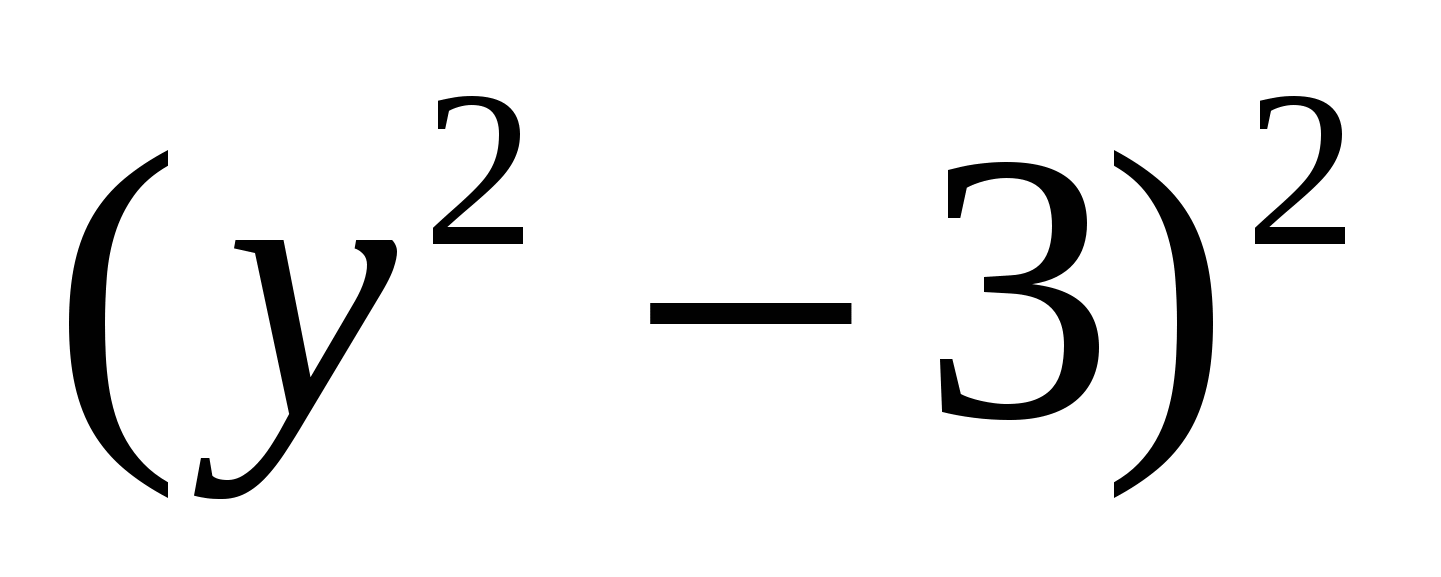 (y² – 3)²